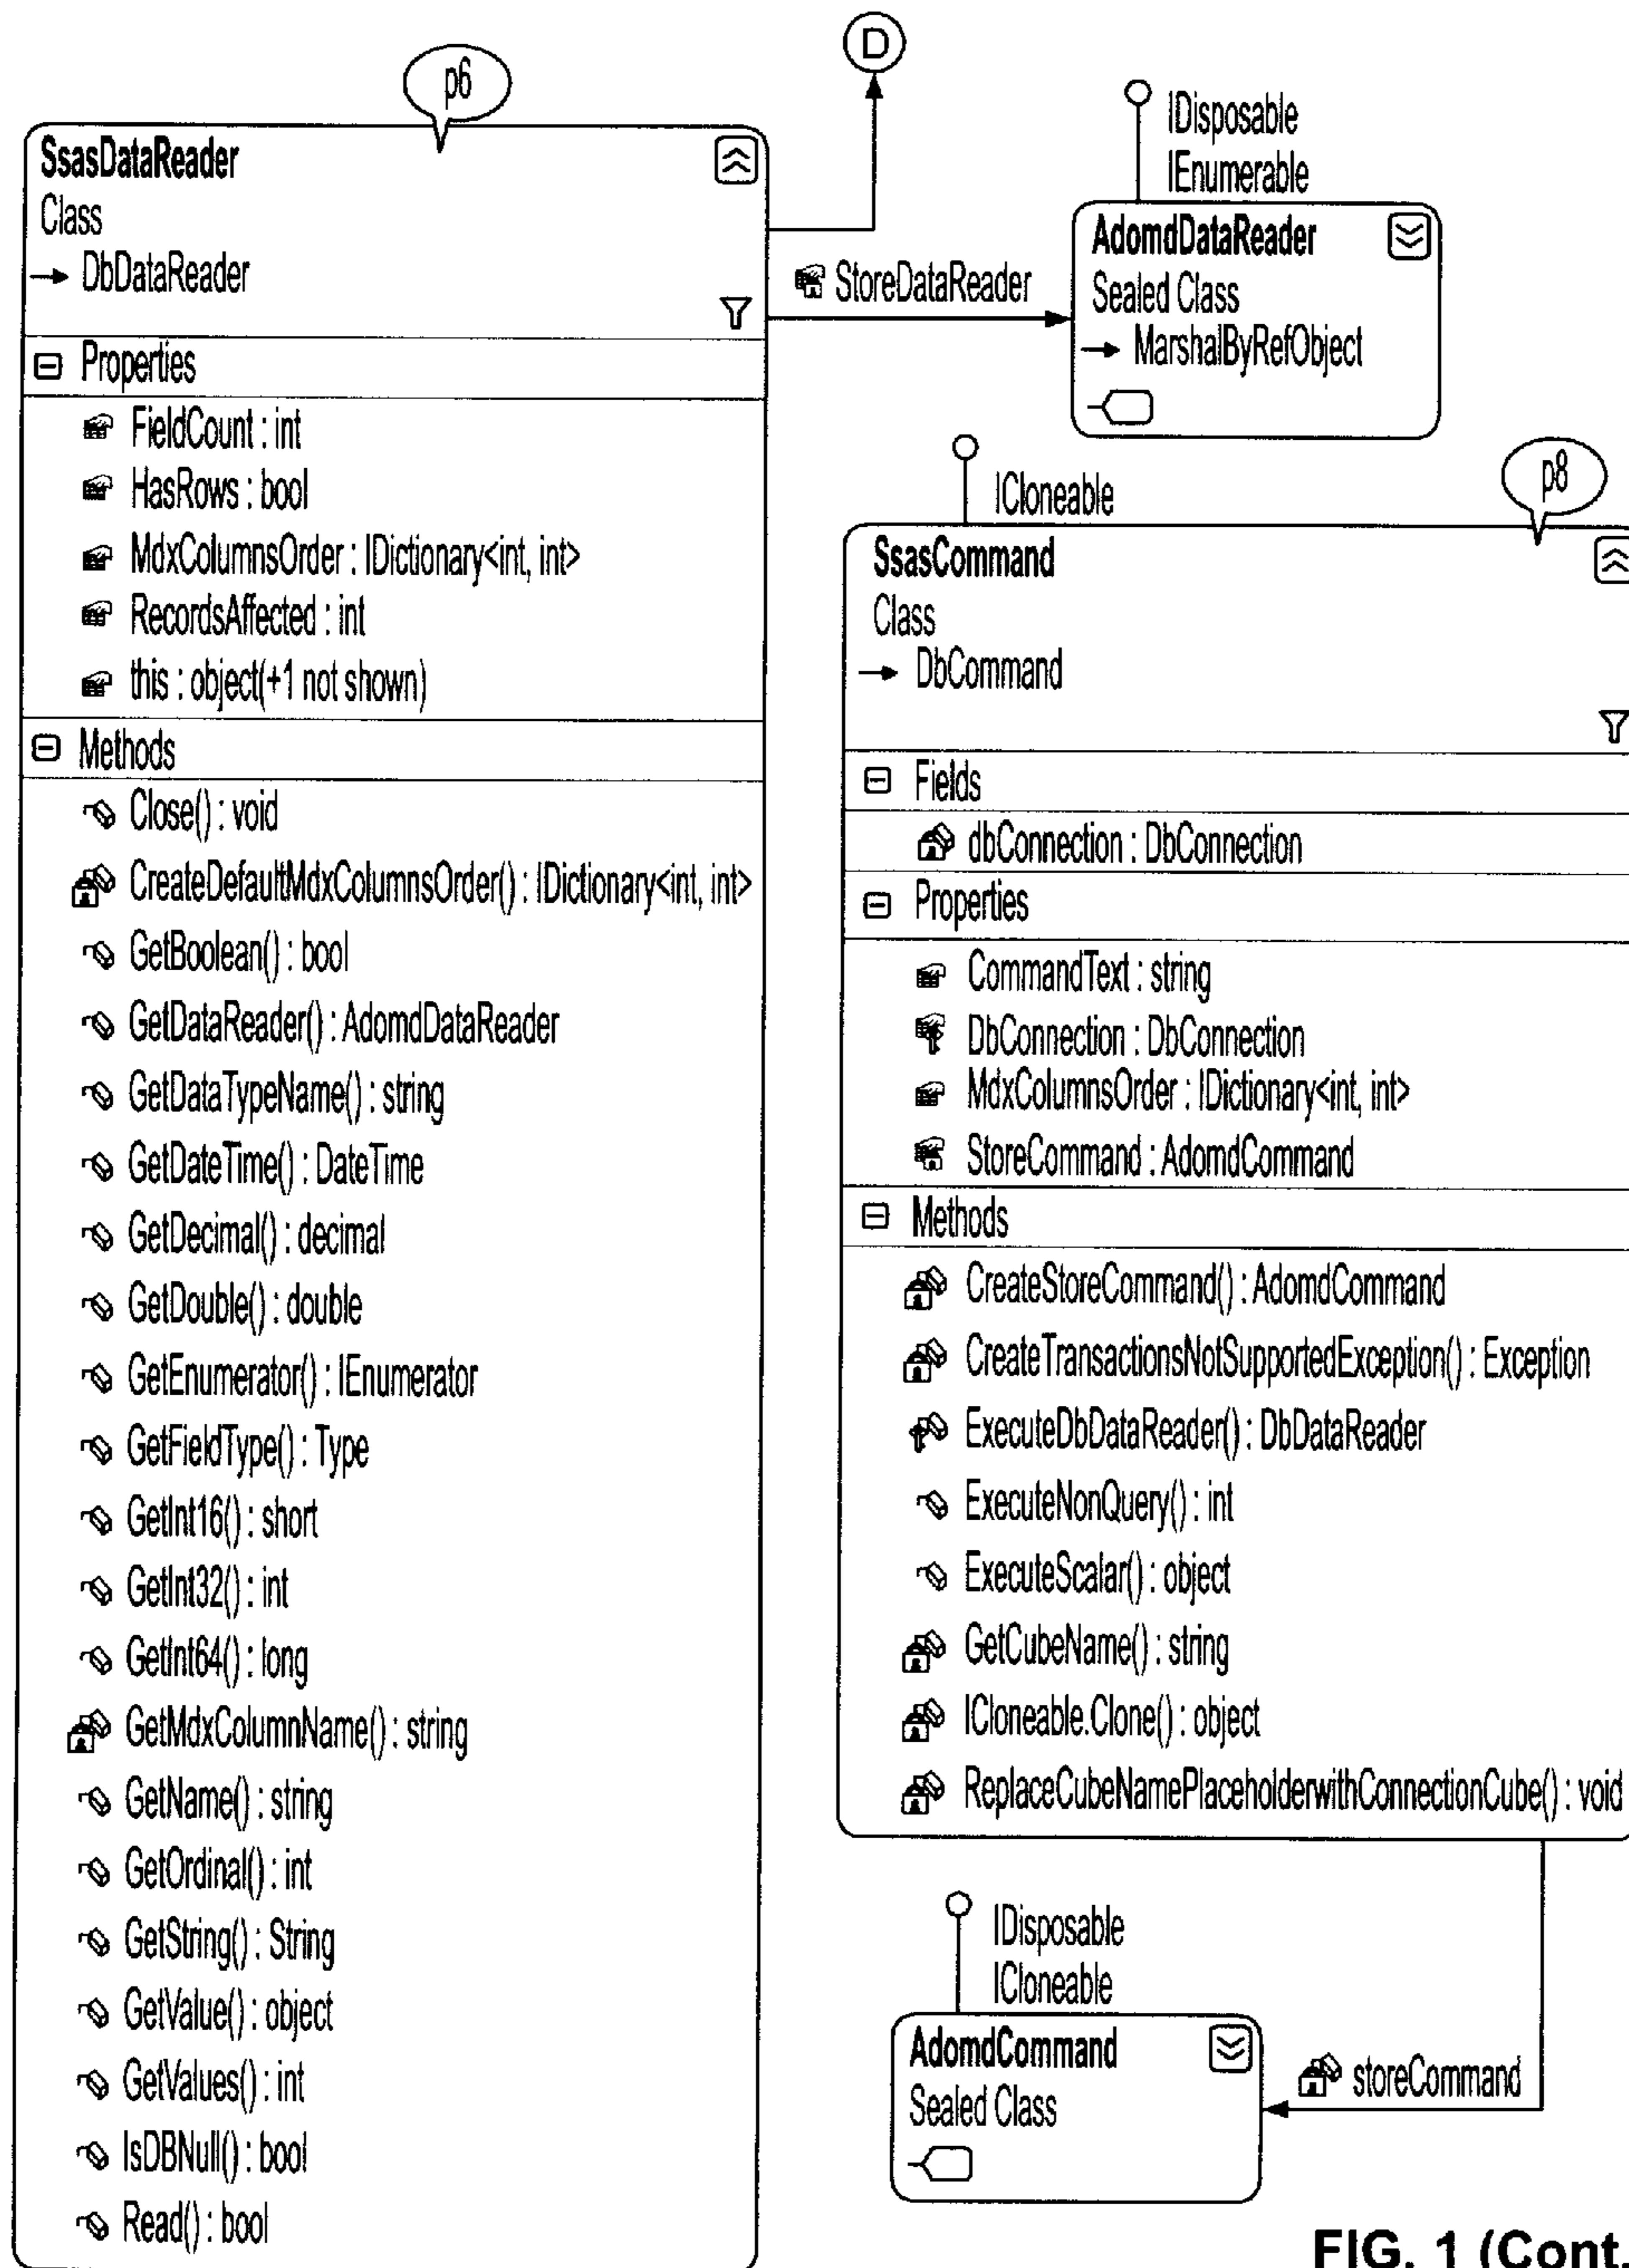 p6
SsasDataReader
Class
DbDataReader
Properties
FieldCount : int
HasRows : bool
MdxColumnsOrder : IDictionary<int, int>
RecordsAffected : int
this : object(+1 not shown)
Methods
Close() : void
CreateDefaultMdxColumnsOrder() : IDictionary<int, int>
GetBoolean() : bool
GetDataReader() : AdomdDataReader
GetDataTypeName() : string
GetDateTime() : DateTime
GetDecimal() : decimal
GetDouble() : double
GetEnumerator() : IEnumerator
GetFieldType() : Type
GetInt16() : short
GetInt32() : int
GetInt64() : long
GetMdxColumnName() : string
GetName() : string
GetOrdinal() : int
GetString() : String
GetValue() : object
GetValues() : int
IsDBNull() : bool
Read() : bool
D
StoreDataReader
IDisposable
IEnumerable
AdomdDataReader
Sealed Class
MarshalByRefObject
ICloneable
p8
SsasCommand
Class
DbCommand
Fields
dbConnection : DbConnection
Properties
CommandText : string
DbConnection : DbConnection
MdxColumnsOrder : IDictionary<int, int>
StoreCommand : AdomdCommand
Methods
CreateStoreCommand() : AdomdCommand
CreateTransactionsNotSupportedException() : Exception
ExecuteDbDataReader() : DbDataReader
ExecuteNonQuery() : int
ExecuteScalar() : object
GetCubeName() : string
ICloneable.Clone() : object
ReplaceCubeNamePlaceholderwithConnectionCube() : void
IDisposable
ICloneable
AdomdCommand
Sealed Class
storeCommand
FIG. 1 (Cont.